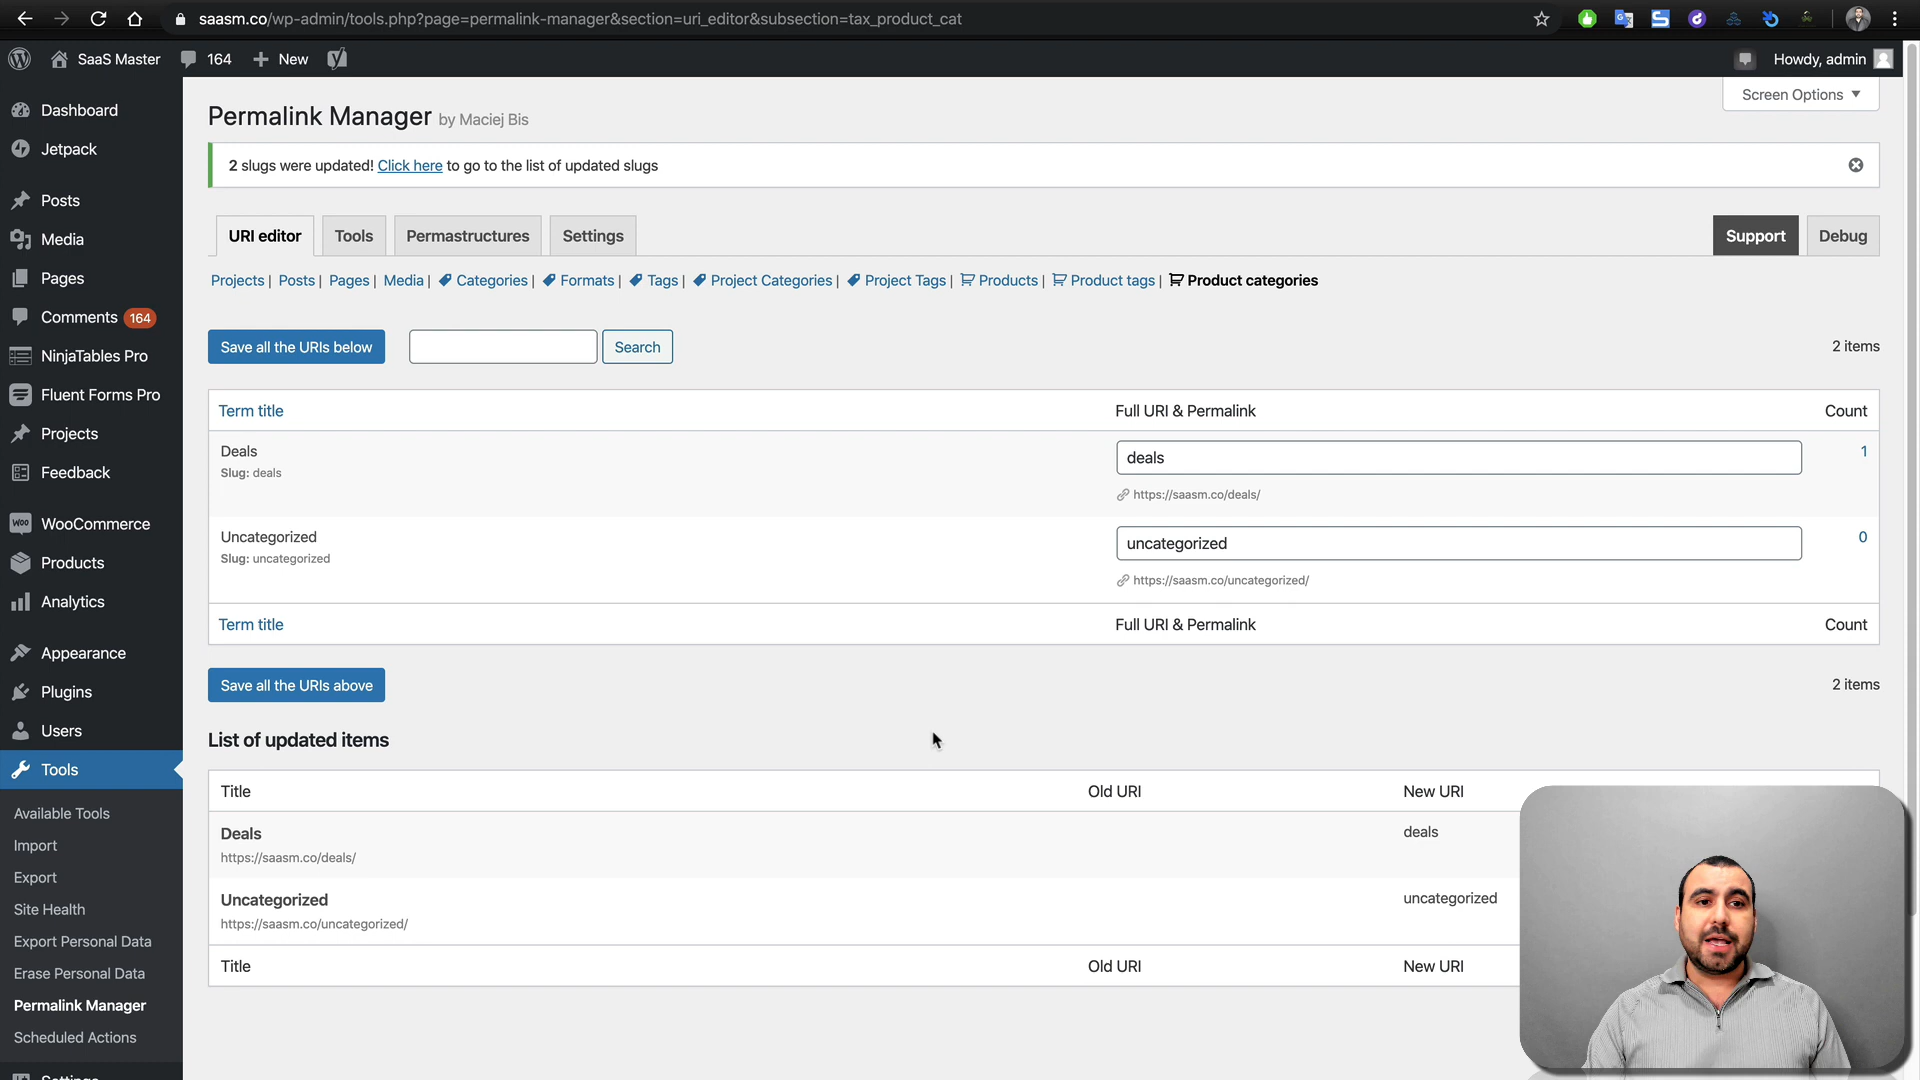 saasm.co/wp-admin/tools.php?page=permalink-manager&section=uri_editor&subsection=tax_product_cat
SaaS Master 164 New Howdy, admin
Screen Options
Dashboard
Jetpack
Posts
Media
Pages
Comments 164
NinjaTables Pro
Fluent Forms Pro
Projects
Feedback
WooCommerce
Products
Analytics
Appearance
Plugins
Users
Tools
Available Tools
Import
Export
Site Health
Export Personal Data
Erase Personal Data
Permalink Manager
Scheduled Actions
Permalink Manager by Maciej Bis
2 slugs were updated! Click here to go to the list of updated slugs
URI editor Tools Permastructures Settings Support Debug
Projects | Posts | Pages | Media | Categories | Formats | Tags | Project Categories | Project Tags | Products | Product tags | Product categories
Save all the URIs below Search 2 items
Term title Full URI & Permalink Count
Deals deals 1
Slug: deals
https://saasm.co/deals/
Uncategorized uncategorized 0
Slug: uncategorized
https://saasm.co/uncategorized/
Term title Full URI & Permalink Count
Save all the URIs above 2 items
List of updated items
Title Old URI New URI
Deals deals
https://saasm.co/deals/
Uncategorized uncategorized
https://saasm.co/uncategorized/
Title Old URI New URI